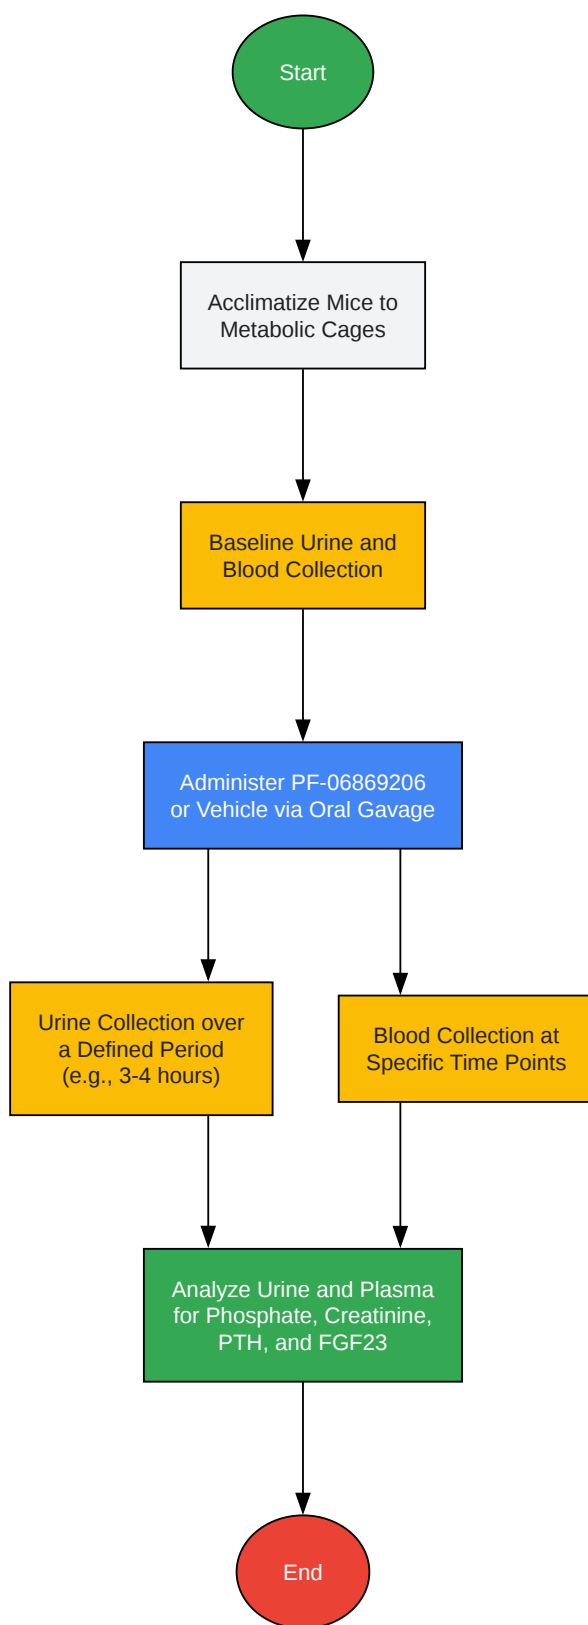 Start
Acclimatize Mice to
Metabolic Cages
Baseline Urine and
Blood Collection
Administer PF-06869206
or Vehicle via Oral Gavage
Urine Collection over
a Defined Period
(e.g., 3-4 hours)
Blood Collection at
Specific Time Points
Analyze Urine and Plasma
for Phosphate, Creatinine,
PTH, and FGF23
End